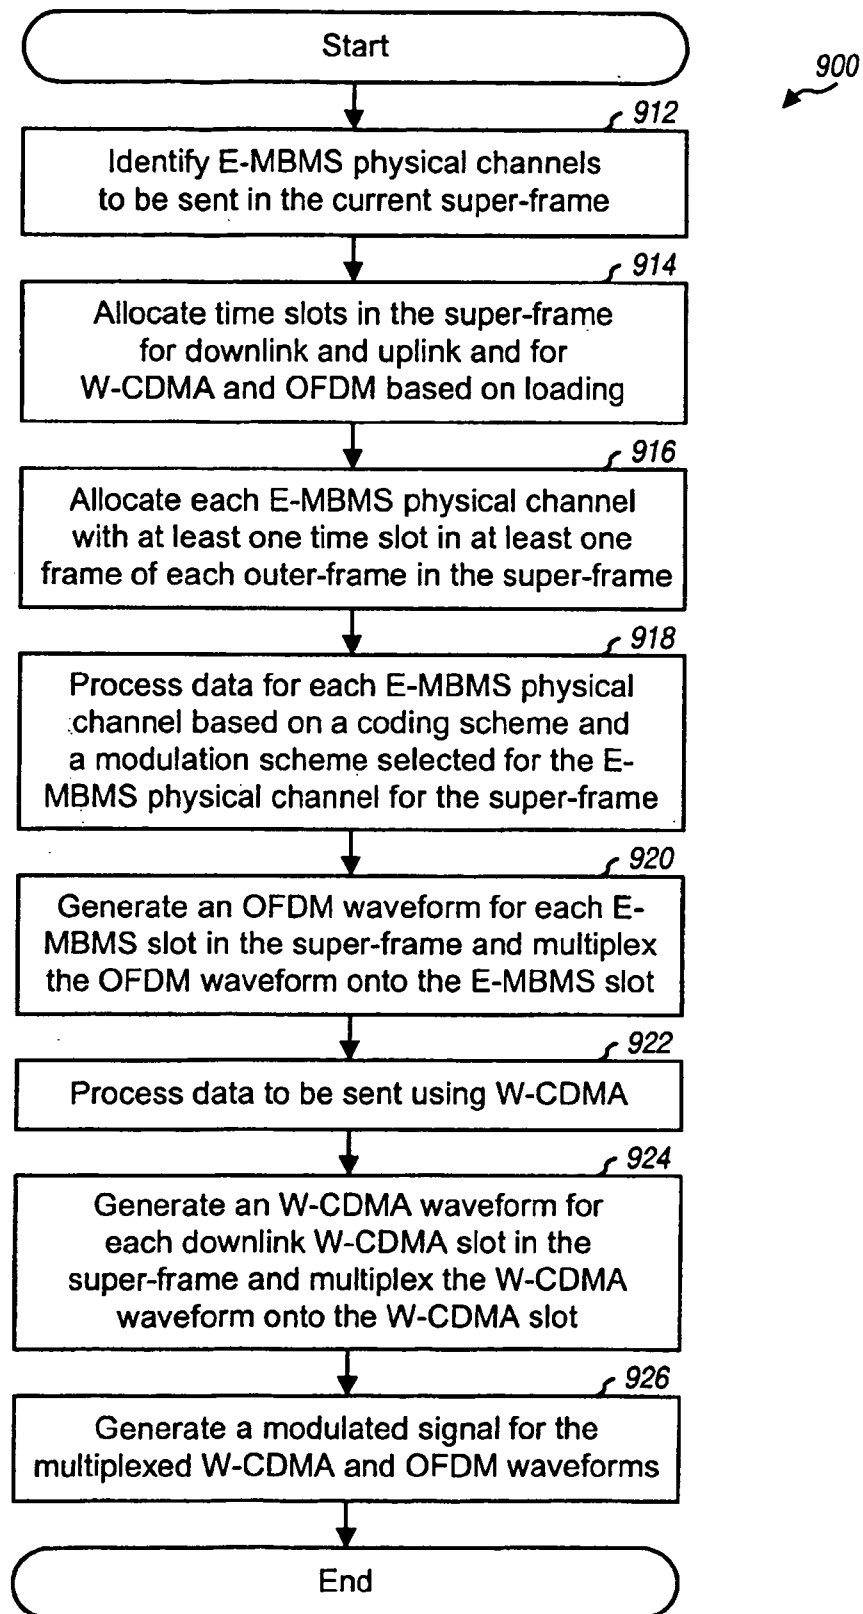 Start
900
912
Identify E-MBMS physical channels
to be sent in the current super-frame
914
Allocate time slots in the super-frame
for downlink and uplink and for
W-CDMA and OFDM based on loading
916
Allocate each E-MBMS physical channel
with at least one time slot in at least one
frame of each outer-frame in the super-frame
918
Process data for each E-MBMS physical
channel based on a coding scheme and
a modulation scheme selected for the E-
MBMS physical channel for the super-frame
920
Generate an OFDM waveform for each E-
MBMS slot in the super-frame and multiplex
the OFDM waveform onto the E-MBMS slot
922
Process data to be sent using W-CDMA
924
Generate an W-CDMA waveform for
each downlink W-CDMA slot in the
super-frame and multiplex the W-CDMA
waveform onto the W-CDMA slot
926
Generate a modulated signal for the
multiplexed W-CDMA and OFDM waveforms
End